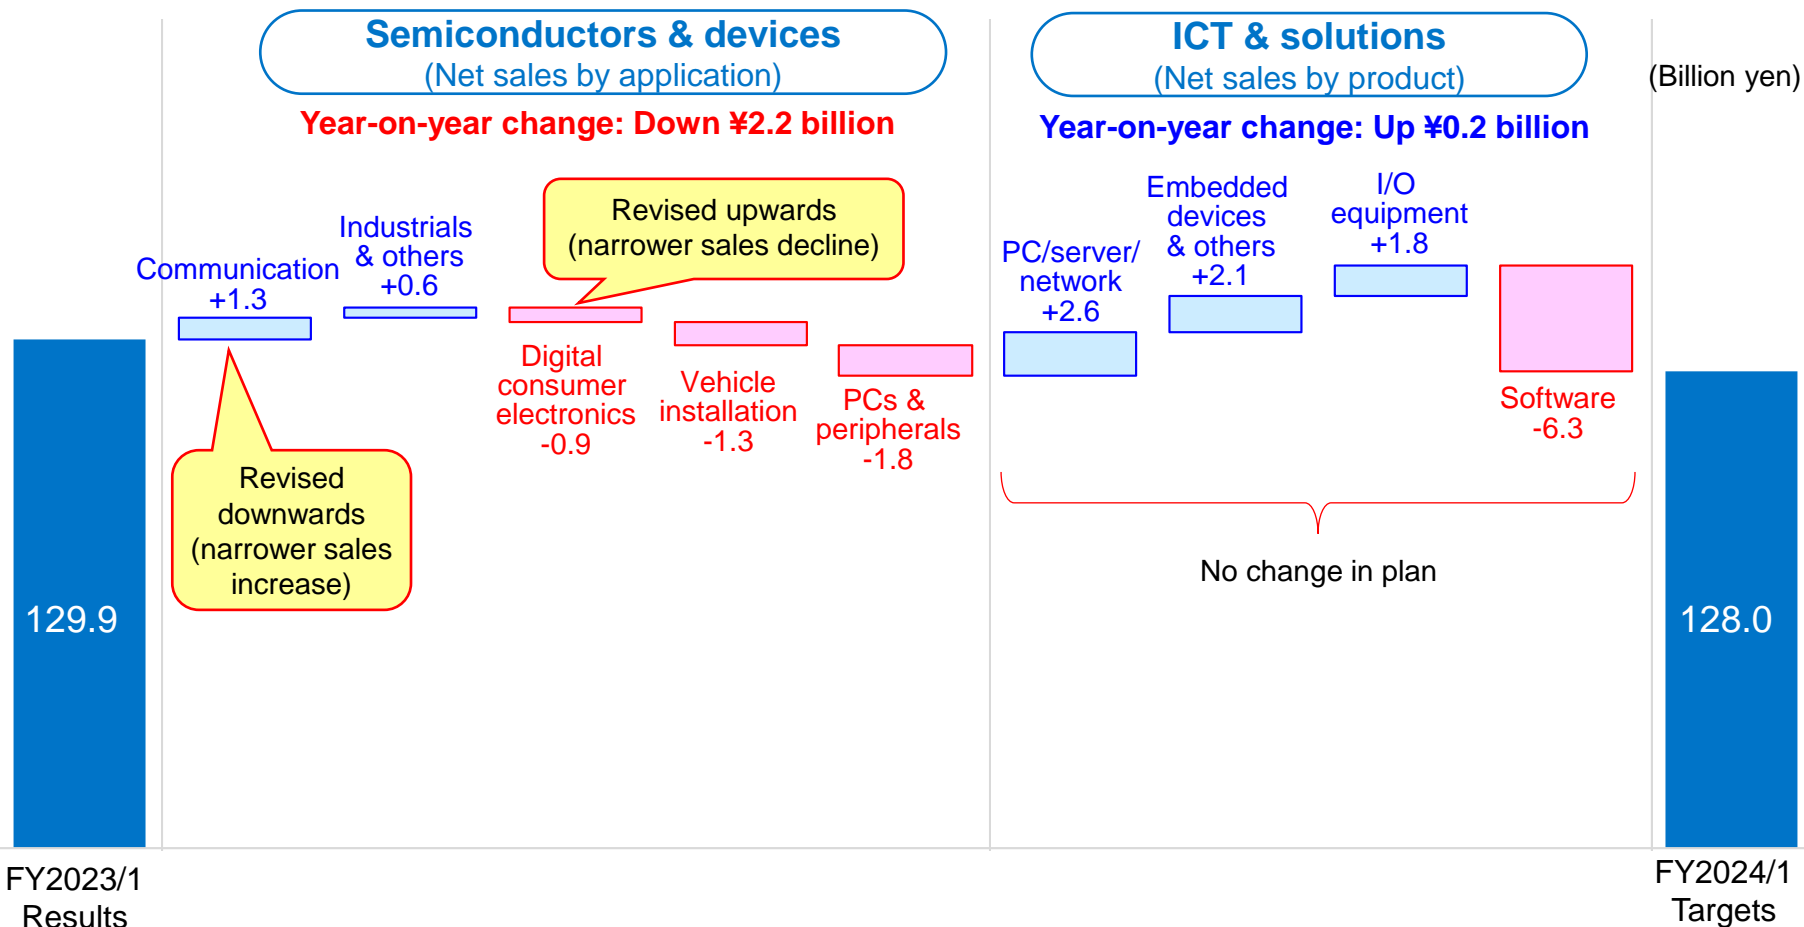 Semiconductors & devices
(Net sales by application)
Year-on-year change: Down ¥2.2 billion
ICT & solutions
(Net sales by product)
Year-on-year change: Up ¥0.2 billion
(Billion yen)
129.9
FY2023/1
Results
Communication
+1.3
Revised
downwards
(narrower sales
increase)
Industrials
& others
+0.6
Revised upwards
(narrower sales decline)
Digital
consumer
electronics
-0.9
Vehicle
installation
-1.3
PCs &
peripherals
-1.8
PC/server/
network
+2.6
Embedded
devices
& others
+2.1
I/O
equipment
+1.8
Software
-6.3
No change in plan
128.0
FY2024/1
Targets